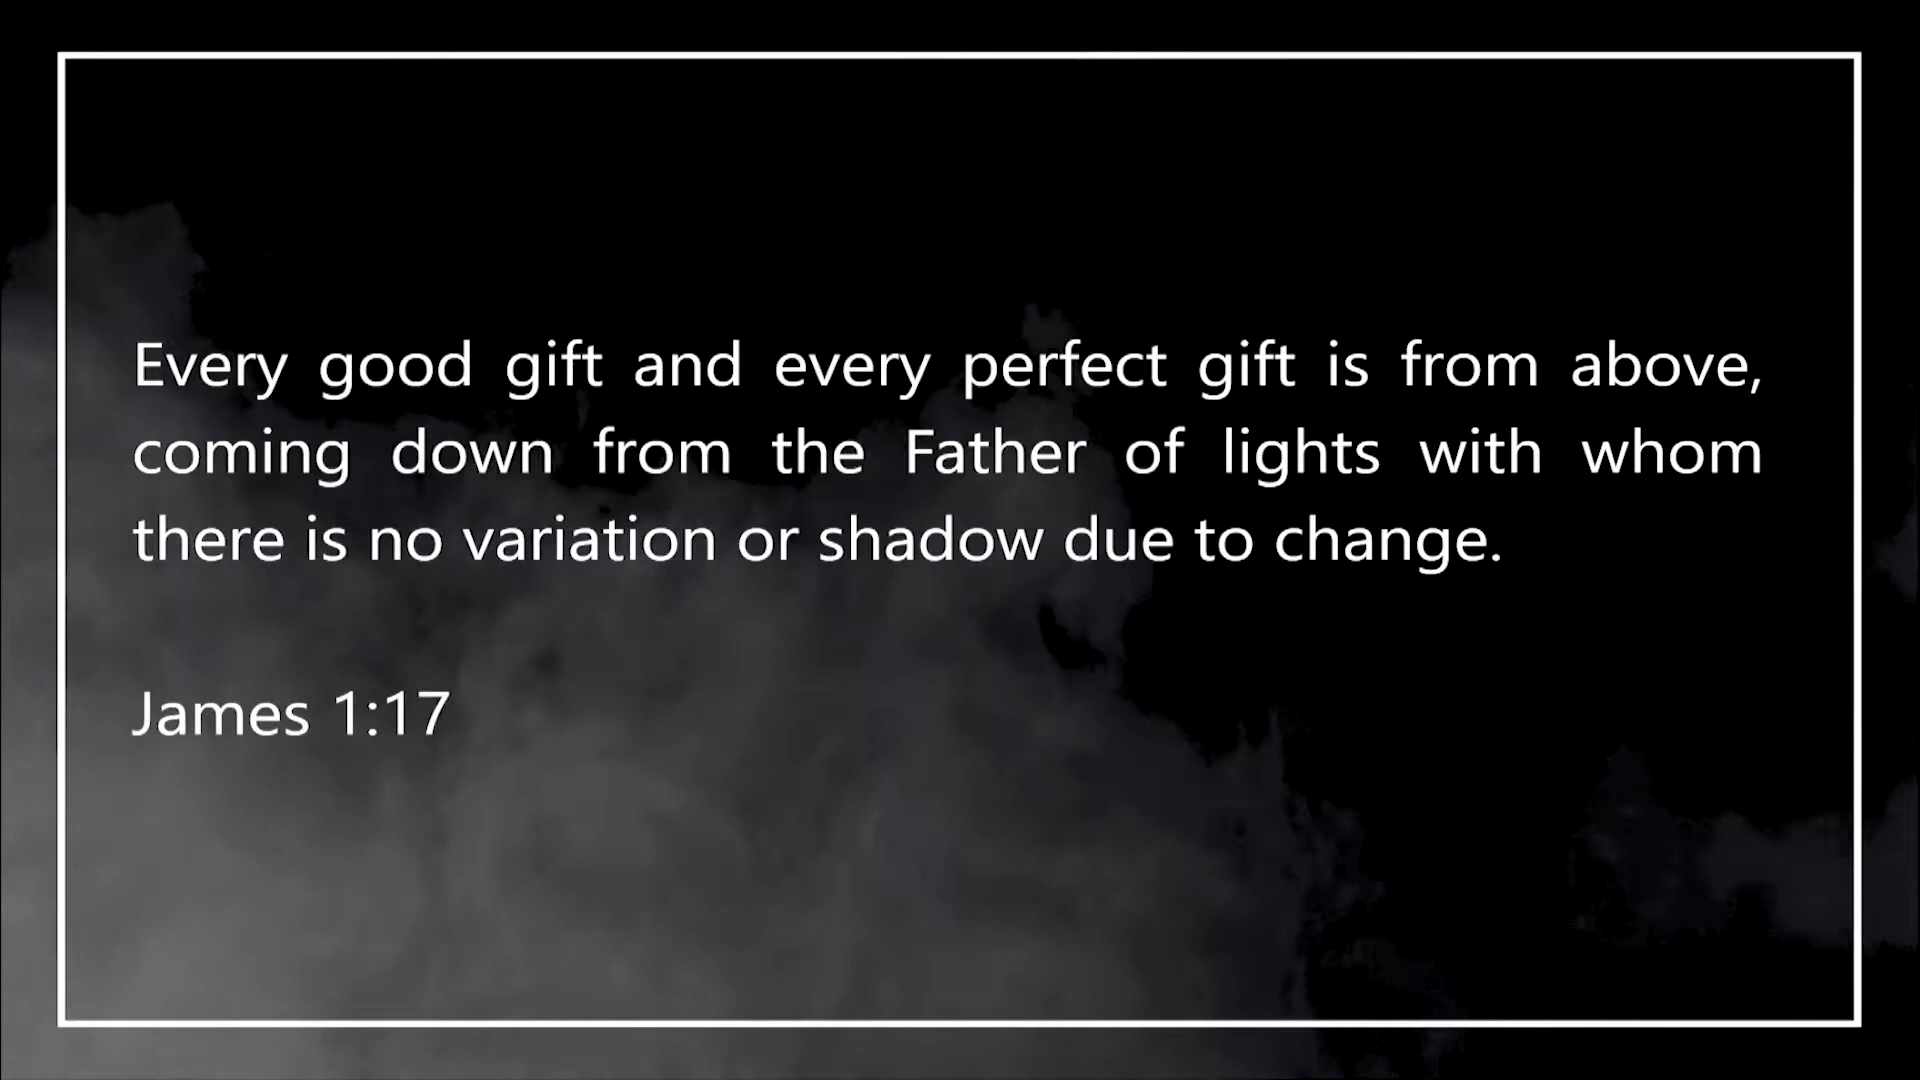 Every good gift and every perfect gift is from above,
coming down from the Father of lights with whom
there is no variation or shadow due to change.
James 1:17